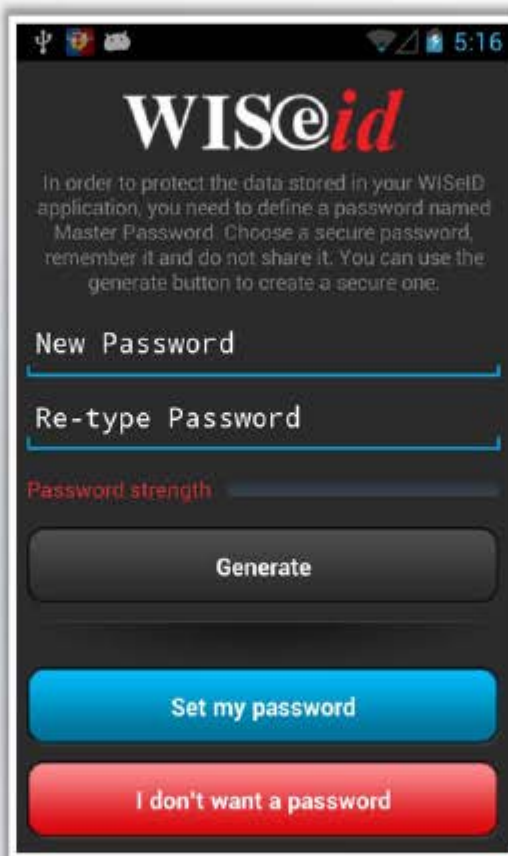 5:16
WISeid
In order to protect the data stored in your WISeID
application, you need to define a password named
Master Password. Choose a secure password,
remember it and do not share it. You can use the
generate button to create a secure one.
New Password
Re-type Password
Password strength
Generate
Set my password
I don't want a password